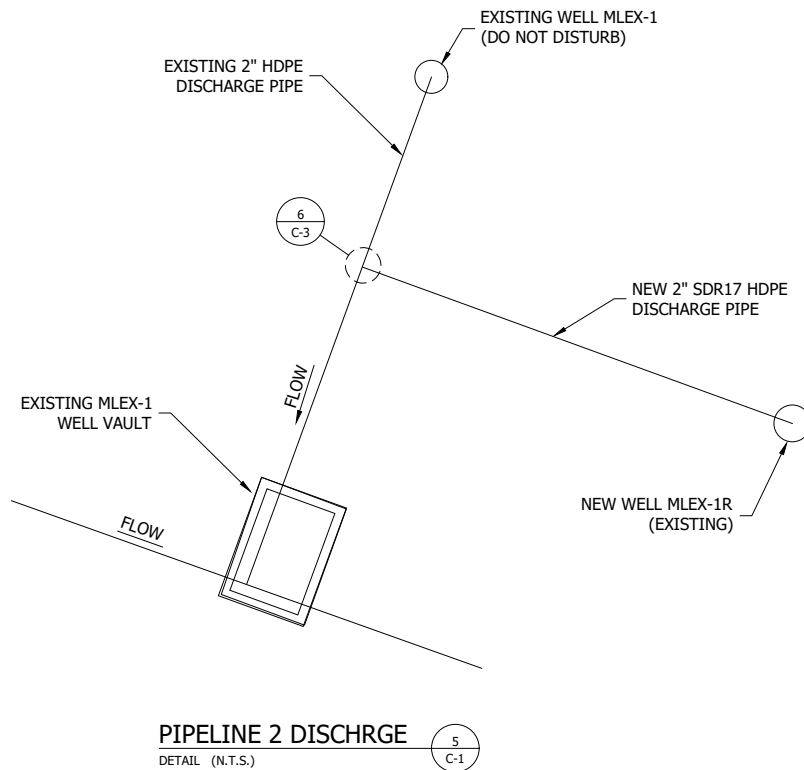 EXISTING WELL MLEX-1
(DO NOT DISTURB)
EXISTING 2" HDPE
DISCHARGE PIPE
6
C-3
NEW 2" SDR17 HDPE
DISCHARGE PIPE
FLOW
EXISTING MLEX-1
WELL VAULT
NEW WELL MLEX-1R
(EXISTING)
FLOW
PIPELINE 2 DISCHRGE
DETAIL (N.T.S.)
5
C-1